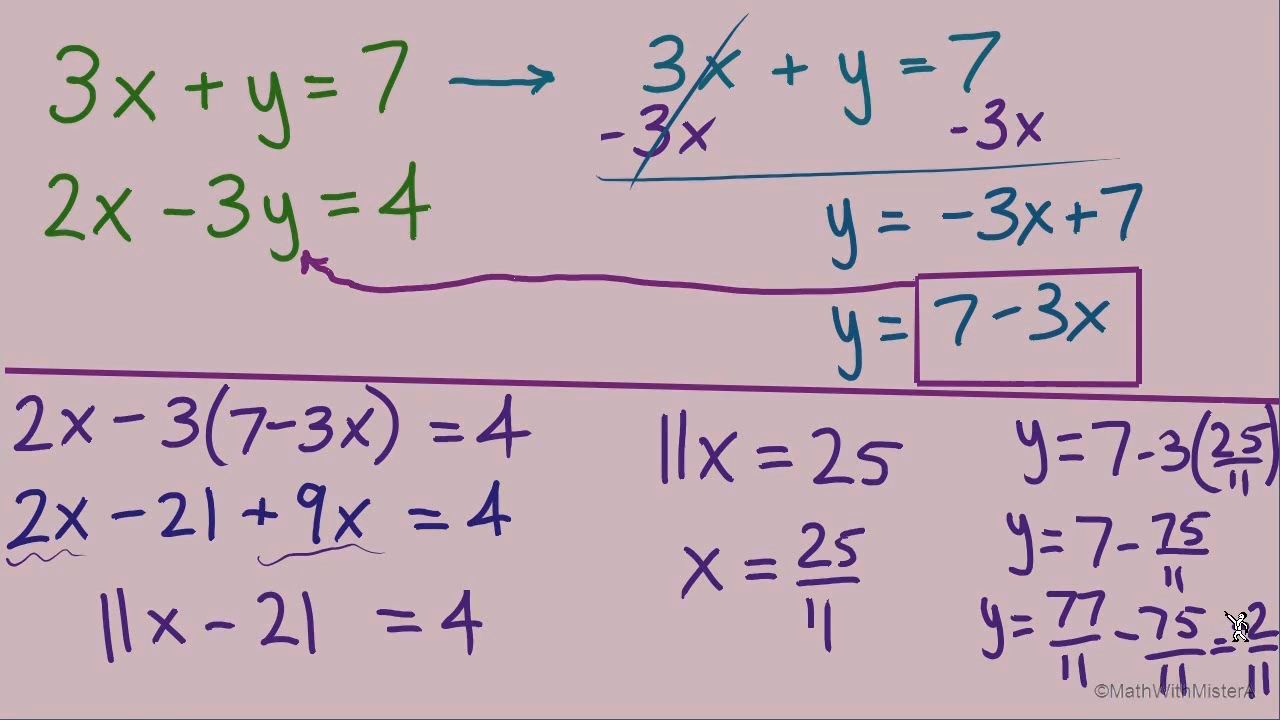 3x + y = 7 → 3x + y = 7
-3x -3x
2x - 3y = 4
y = -3x+7
y = 7-3x
2x - 3(7-3x) = 4
2x - 21 + 9x = 4
11x - 21 = 4
11x = 25
x = 25/11
y = 7-3(25/11)
y = 7 - 75/11
y = 77/11 - 75/11 = 2/11
©MathWithMisterA